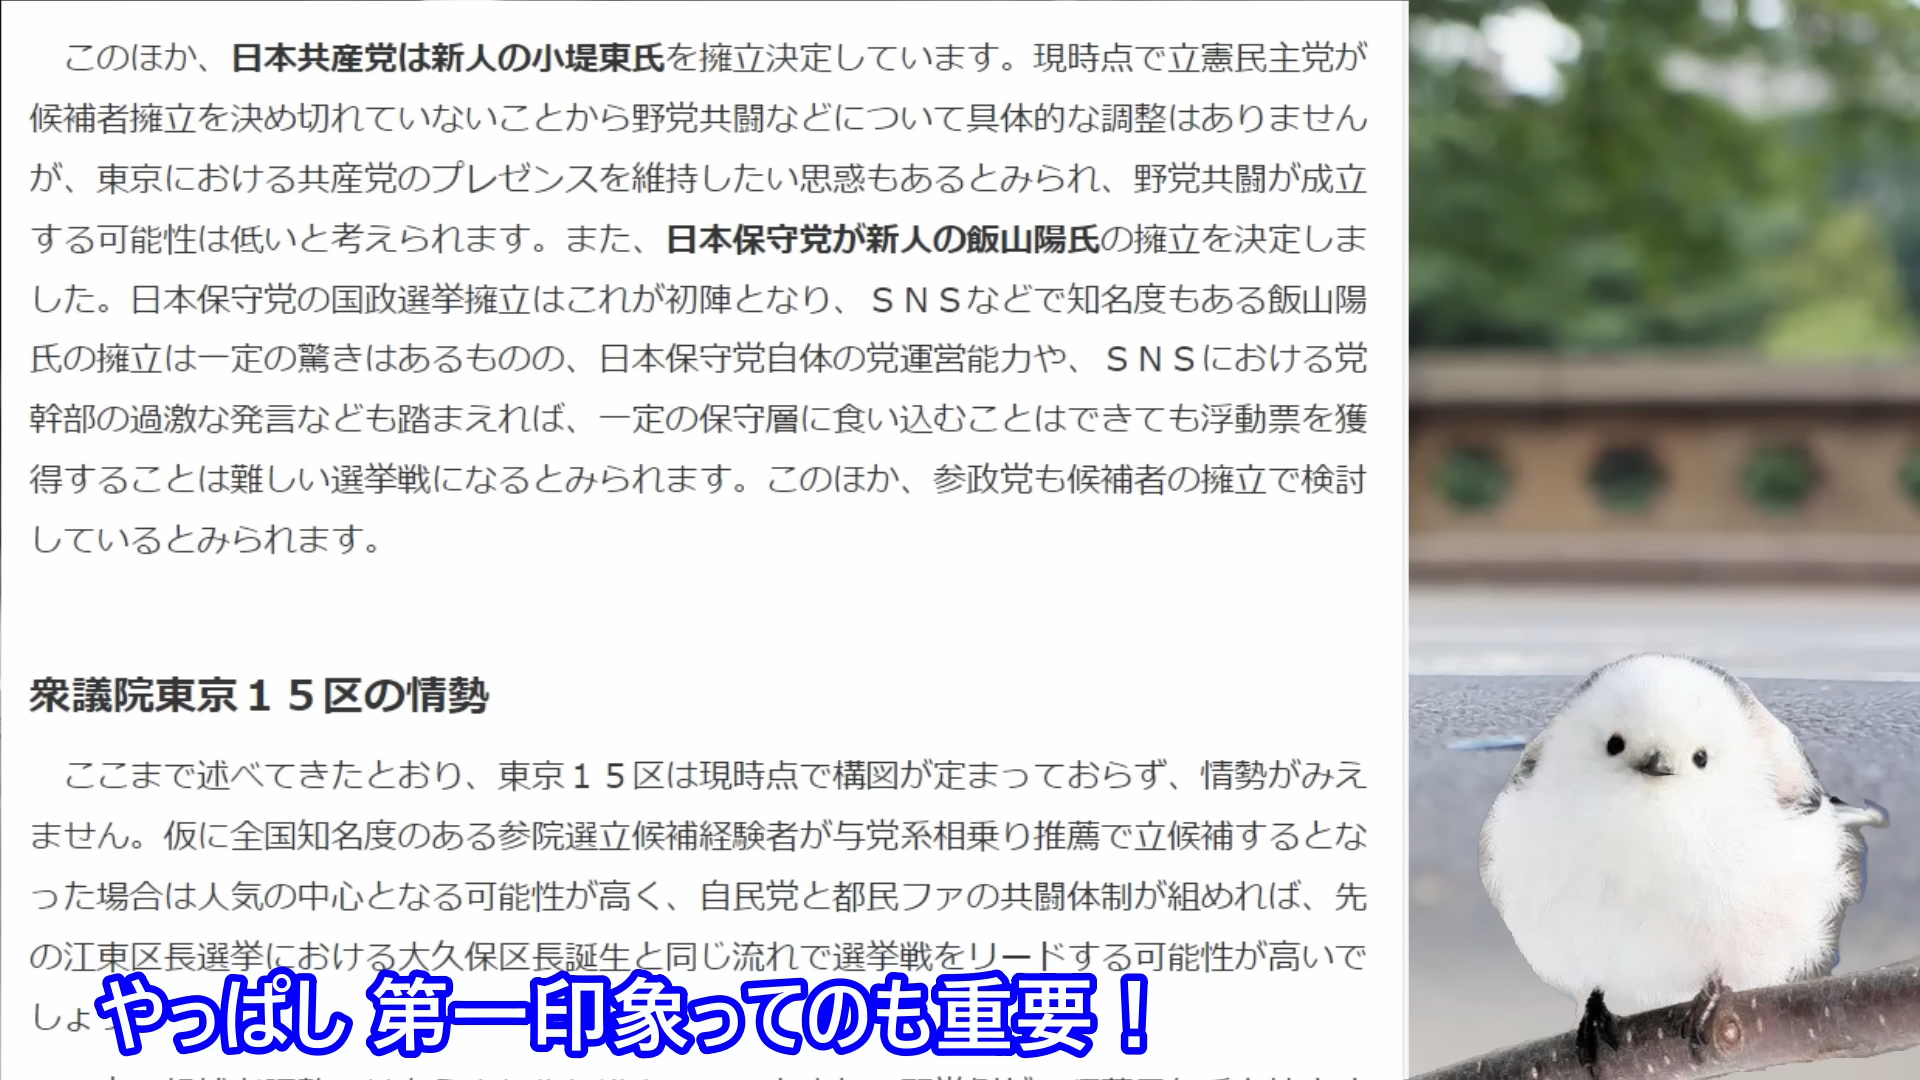 このほか、日本共産党は新人の小堤東氏を擁立決定しています。現時点で立憲民主党が
候補者擁立を決め切れていないことから野党共闘などについて具体的な調整はありません
が、東京における共産党のプレゼンスを維持したい思惑もあるとみられ、野党共闘が成立
する可能性は低いと考えられます。また、日本保守党が新人の飯山陽氏の擁立を決定しま
した。日本保守党の国政選挙擁立はこれが初陣となり、ＳＮＳなどで知名度もある飯山陽
氏の擁立は一定の驚きはあるものの、日本保守党自体の党運営能力や、ＳＮＳにおける党
幹部の過激な発言なども踏まえれば、一定の保守層に食い込むことはできても浮動票を獲
得することは難しい選挙戦になるとみられます。このほか、参政党も候補者の擁立で検討
しているとみられます。
衆議院東京１５区の情勢
ここまで述べてきたとおり、東京１５区は現時点で構図が定まっておらず、情勢がみえ
ません。仮に全国知名度のある参院選立候補経験者が与党系相乗り推薦で立候補するとな
った場合は人気の中心となる可能性が高く、自民党と都民ファの共闘体制が組めれば、先
の江東区長選挙における大久保区長誕生と同じ流れで選挙戦をリードする可能性が高いで
しょ
やっぱし 第一印象ってのも重要！